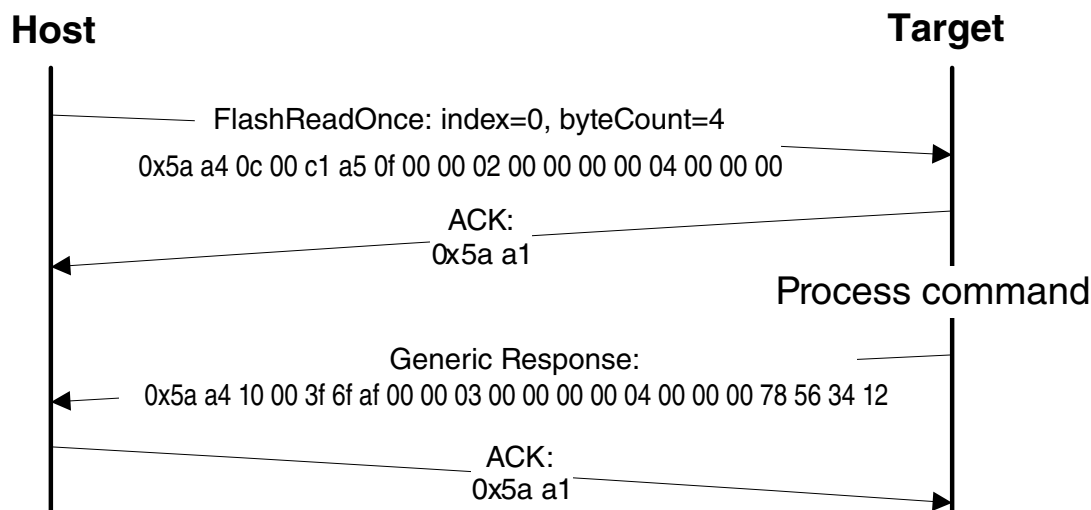 Host
Target
FlashReadOnce: index=0, byteCount=4
0x5a a4 0c 00 c1 a5 0f 00 00 02 00 00 00 00 04 00 00 00
ACK:
0x5a a1
Process command
Generic Response:
0x5a a4 10 00 3f 6f af 00 00 03 00 00 00 00 04 00 00 00 78 56 34 12
ACK:
0x5a a1